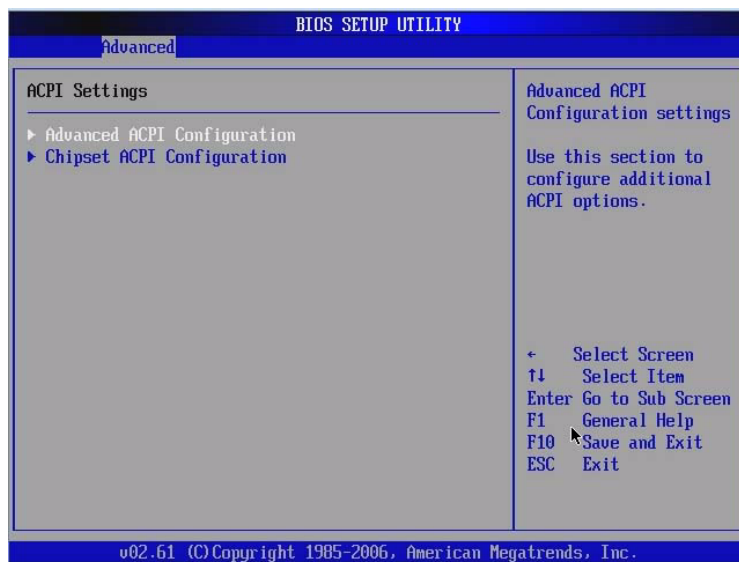 BIOS SETUP UTILITY
Advanced
ACPI Settings
▶ Advanced ACPI Configuration
▶ Chipset ACPI Configuration
Advanced ACPI
Configuration settings
Use this section to
configure additional
ACPI options.
← Select Screen
↑↓ Select Item
Enter Go to Sub Screen
F1 General Help
F10 Save and Exit
ESC Exit
v02.61 (C)Copyright 1985-2006, American Megatrends, Inc.